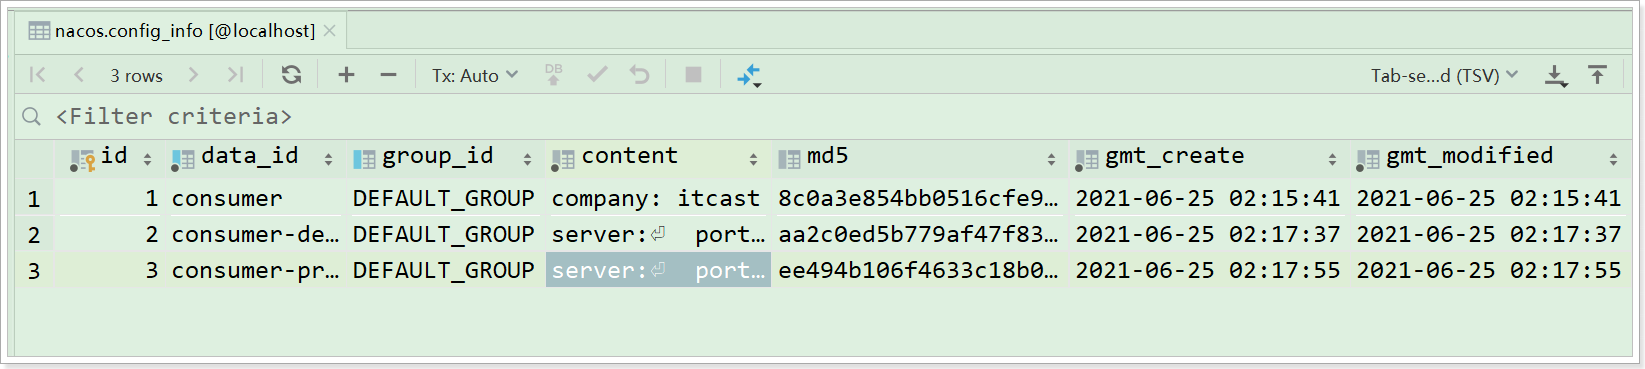 nacos.config_info [@localhost]
3 rows Tx: Auto DB Tab-se...d (TSV)
<Filter criteria>
id data_id group_id content md5 gmt_create gmt_modified
1 1 consumer DEFAULT_GROUP company: itcast 8c0a3e854bb0516cfe9… 2021-06-25 02:15:41 2021-06-25 02:15:41
2 2 consumer-de… DEFAULT_GROUP server:⏎ port… aa2c0ed5b779af47f83… 2021-06-25 02:17:37 2021-06-25 02:17:37
3 3 consumer-pr… DEFAULT_GROUP server:⏎ port… ee494b106f4633c18b0… 2021-06-25 02:17:55 2021-06-25 02:17:55